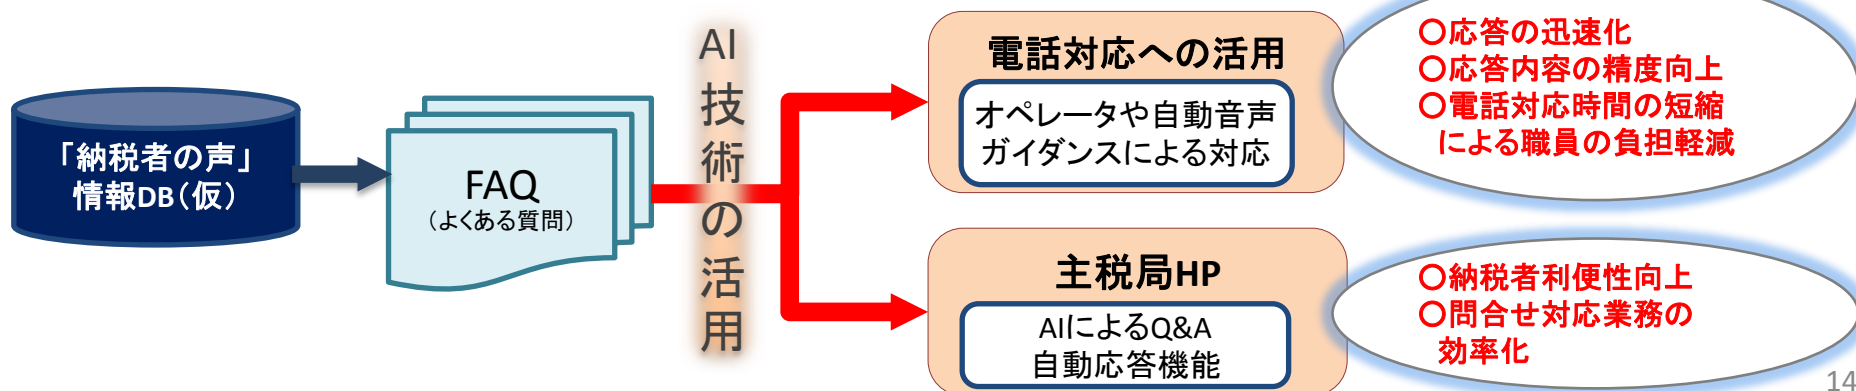 「納税者の声」
情報DB（仮）
FAQ
（よくある質問）
AI
技
術
の
活
用
電話対応への活用
オペレータや自動音声
ガイダンスによる対応
〇応答の迅速化
〇応答内容の精度向上
〇電話対応時間の短縮
による職員の負担軽減
主税局HP
AIによるQ&A
自動応答機能
〇納税者利便性向上
〇問合せ対応業務の
効率化
14